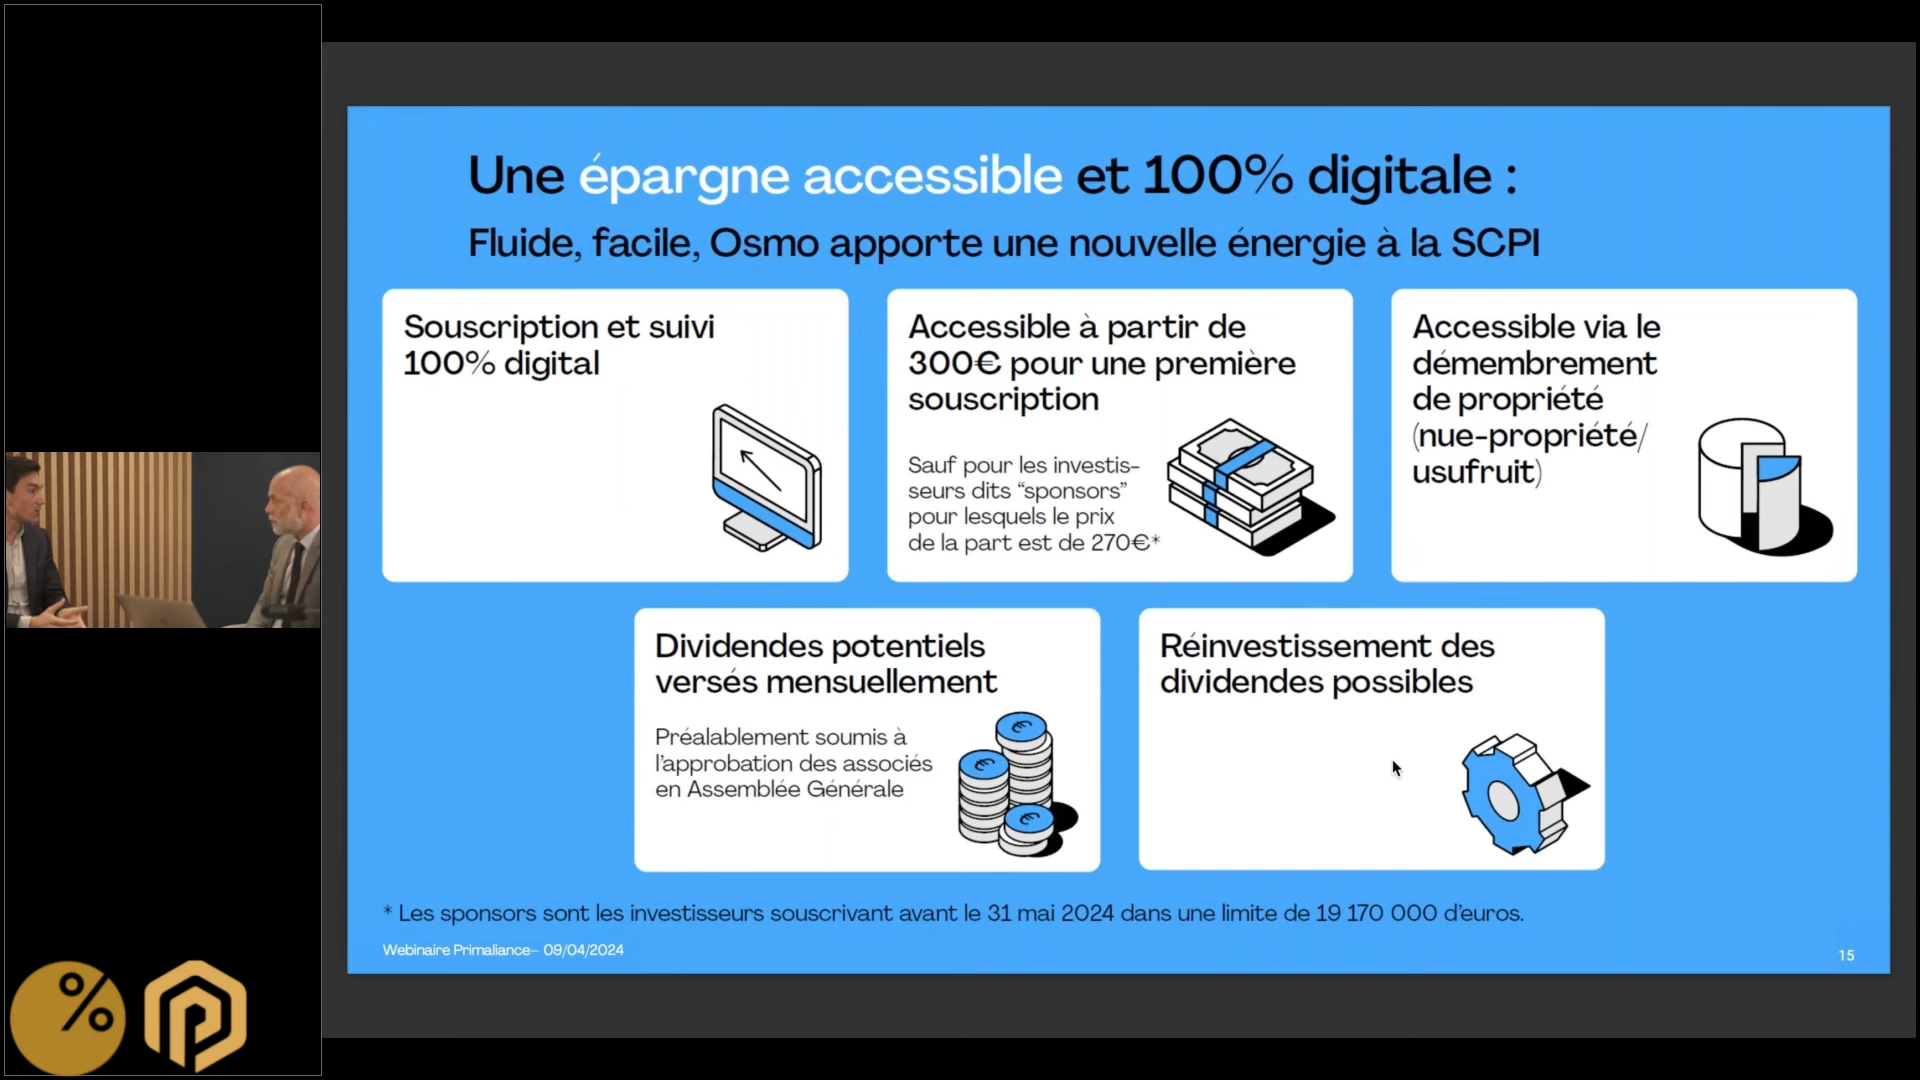 Une épargne accessible et 100% digitale :
Fluide, facile, Osmo apporte une nouvelle énergie à la SCPI
Souscription et suivi
100% digital
Accessible à partir de
300€ pour une première
souscription
Sauf pour les investis-
seurs dits “sponsors”
pour lesquels le prix
de la part est de 270€*
Accessible via le
démembrement
de propriété
(nue-propriété/
usufruit)
Dividendes potentiels
versés mensuellement
Préalablement soumis à
l'approbation des associés
en Assemblée Générale
Réinvestissement des
dividendes possibles
* Les sponsors sont les investisseurs souscrivant avant le 31 mai 2024 dans une limite de 19 170 000 d'euros.
Webinaire Primaliance– 09/04/2024
15
%